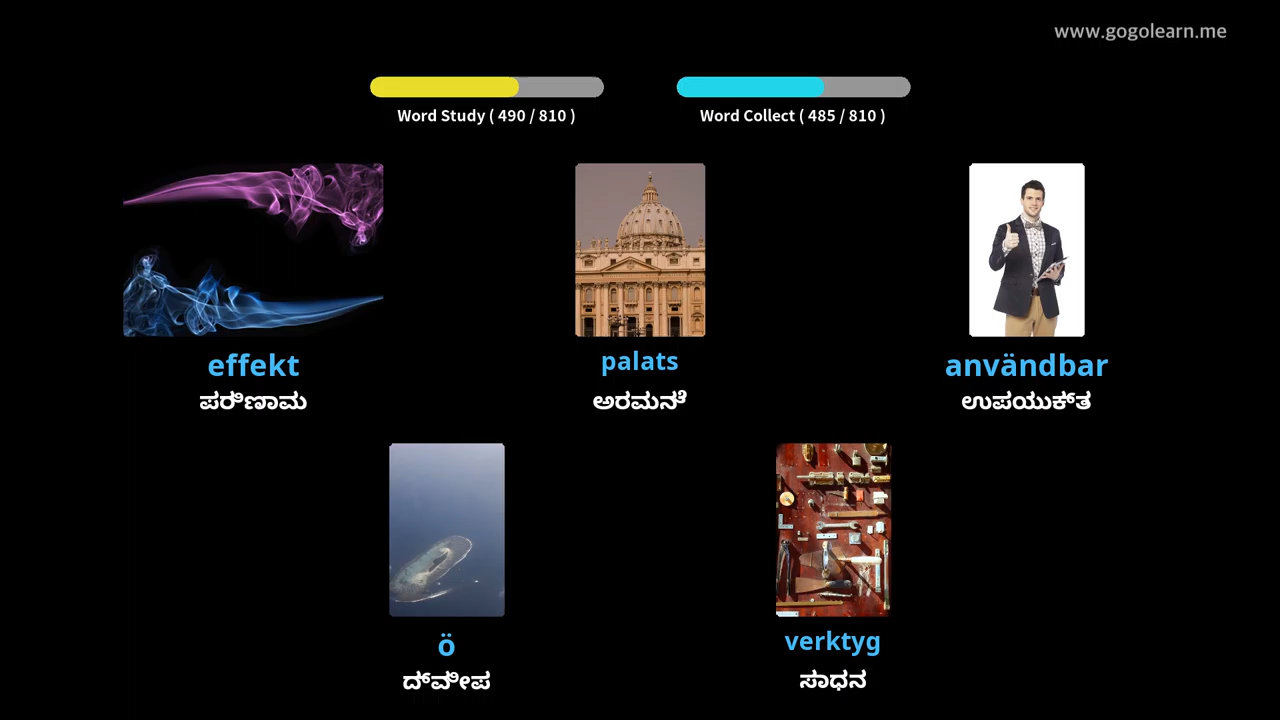 www.gogolearn.me
Word Study ( 490 / 810 )
Word Collect ( 485 / 810 )
effekt
ಪರಿಣಾಮ
palats
ಅರಮನೆ
användbar
ಉಪಯುಕ್ತ
ö
ದ್ವೀಪ
verktyg
ಸಾಧನ